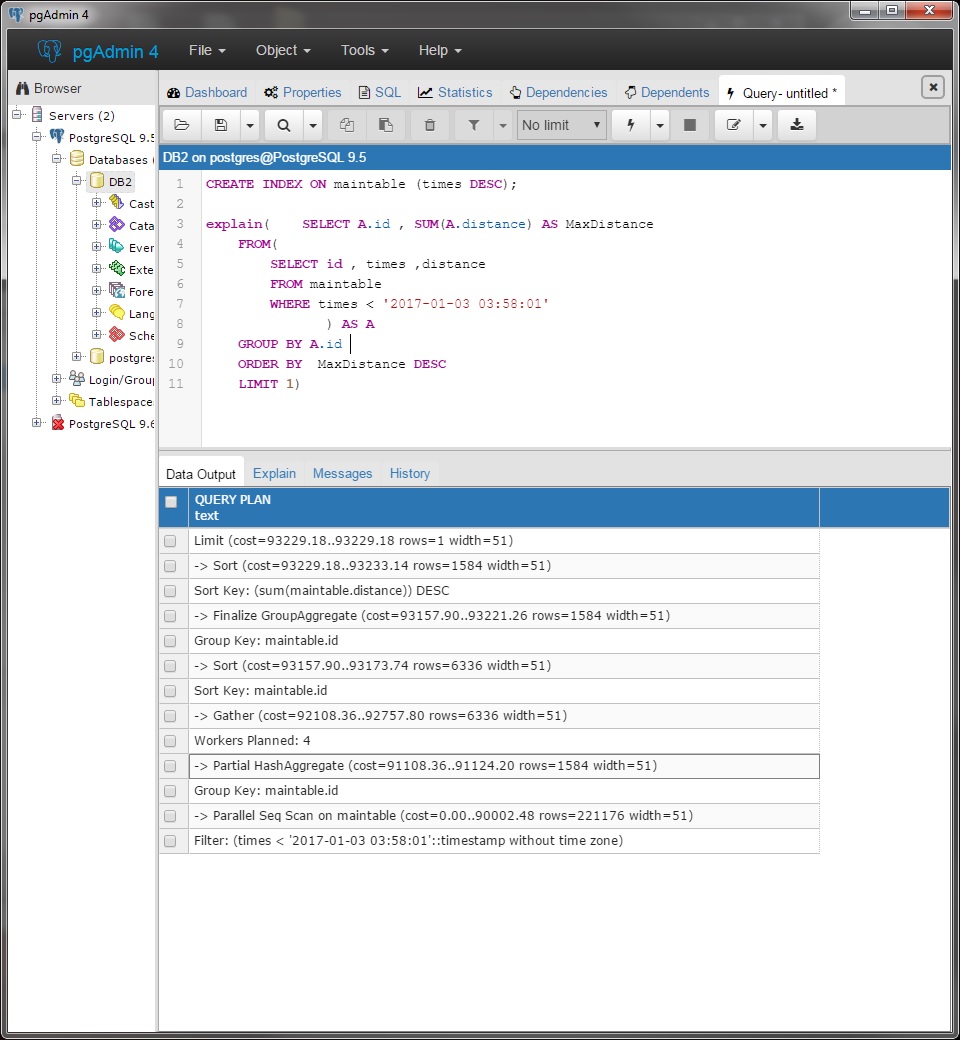 pgAdmin 4
pgAdmin 4 File Object Tools Help
Browser
Servers (2)
PostgreSQL 9.5
Databases (
DB2
Cast
Cata
Even
Exte
Fore
Lang
Sche
postgres
Login/Grou
Tablespace
PostgreSQL 9.6
Dashboard Properties SQL Statistics Dependencies Dependents Query- untitled *
No limit
DB2 on postgres@PostgreSQL 9.5
1 CREATE INDEX ON maintable (times DESC);
2
3 explain( SELECT A.id , SUM(A.distance) AS MaxDistance
4 FROM(
5 SELECT id , times ,distance
6 FROM maintable
7 WHERE times < '2017-01-03 03:58:01'
8 ) AS A
9 GROUP BY A.id
10 ORDER BY MaxDistance DESC
11 LIMIT 1)
Data Output Explain Messages History
QUERY PLAN
text
Limit (cost=93229.18..93229.18 rows=1 width=51)
-> Sort (cost=93229.18..93233.14 rows=1584 width=51)
Sort Key: (sum(maintable.distance)) DESC
-> Finalize GroupAggregate (cost=93157.90..93221.26 rows=1584 width=51)
Group Key: maintable.id
-> Sort (cost=93157.90..93173.74 rows=6336 width=51)
Sort Key: maintable.id
-> Gather (cost=92108.36..92757.80 rows=6336 width=51)
Workers Planned: 4
-> Partial HashAggregate (cost=91108.36..91124.20 rows=1584 width=51)
Group Key: maintable.id
-> Parallel Seq Scan on maintable (cost=0.00..90002.48 rows=221176 width=51)
Filter: (times < '2017-01-03 03:58:01'::timestamp without time zone)